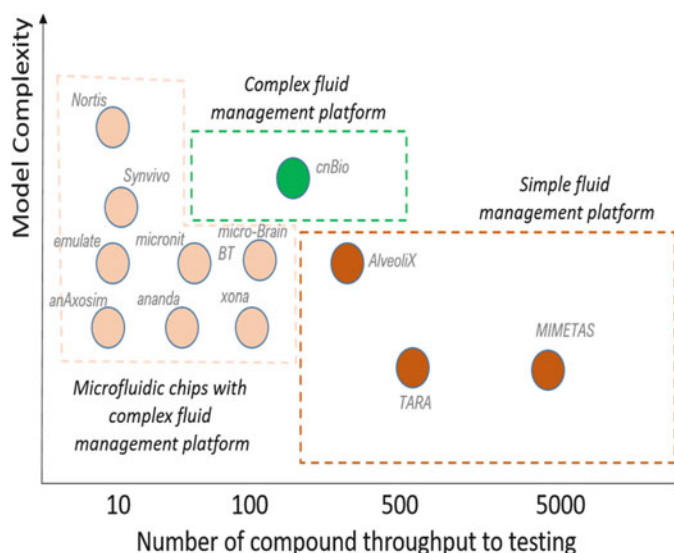 Model Complexity
Complex fluid
management platform
Nortis
cnBio
Synvivo
Simple fluid
management platform
emulate
micronit
micro-Brain
BT
AlveoliX
anAxosim
ananda
xona
MIMETAS
TARA
Microfluidic chips with
complex fluid
management platform
10
100
500
5000
Number of compound throughput to testing